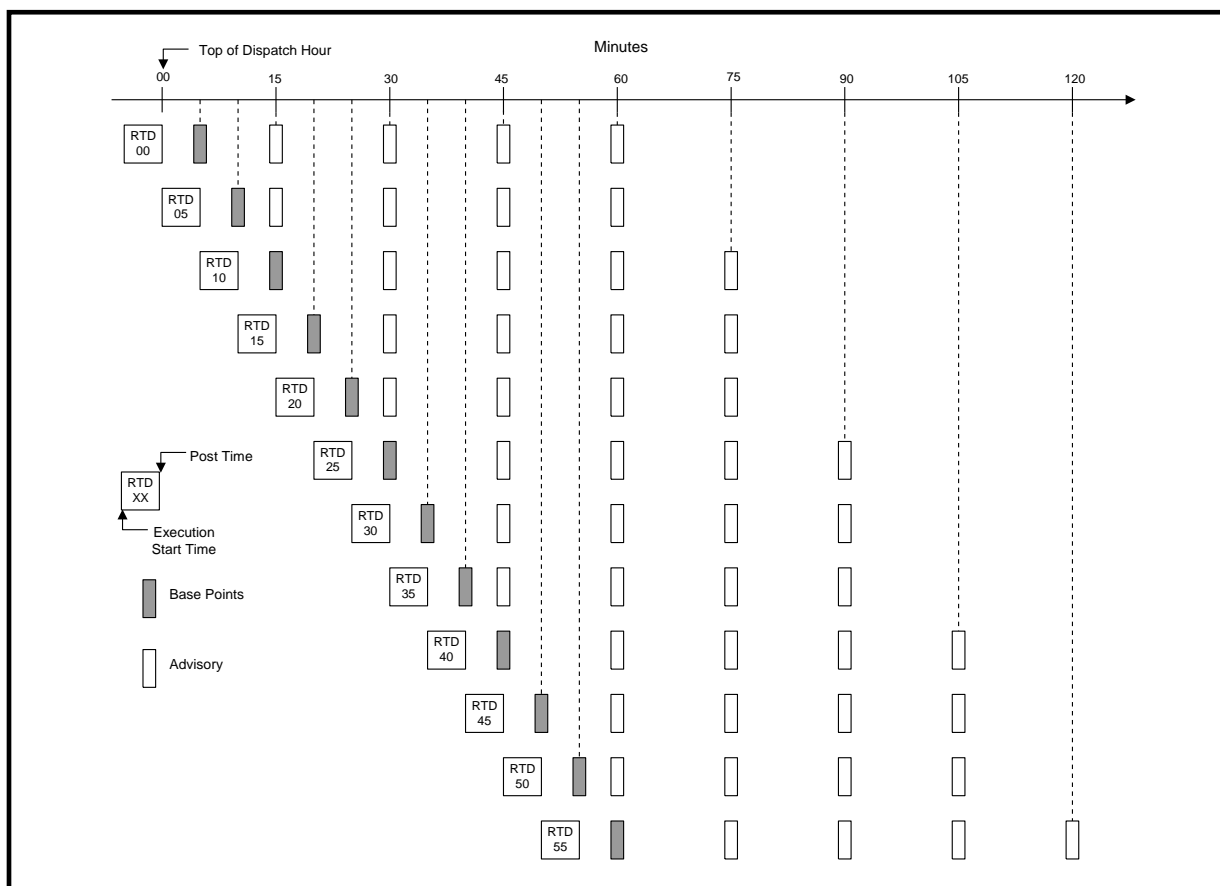 Top of Dispatch Hour
Minutes
00 15 30 45 60 75 90 105 120
RTD
00
RTD
05
RTD
10
RTD
15
RTD
20
RTD
25
Post Time
RTD
XX
Execution
Start Time
RTD
30
RTD
35
Base Points
RTD
40
Advisory
RTD
45
RTD
50
RTD
55